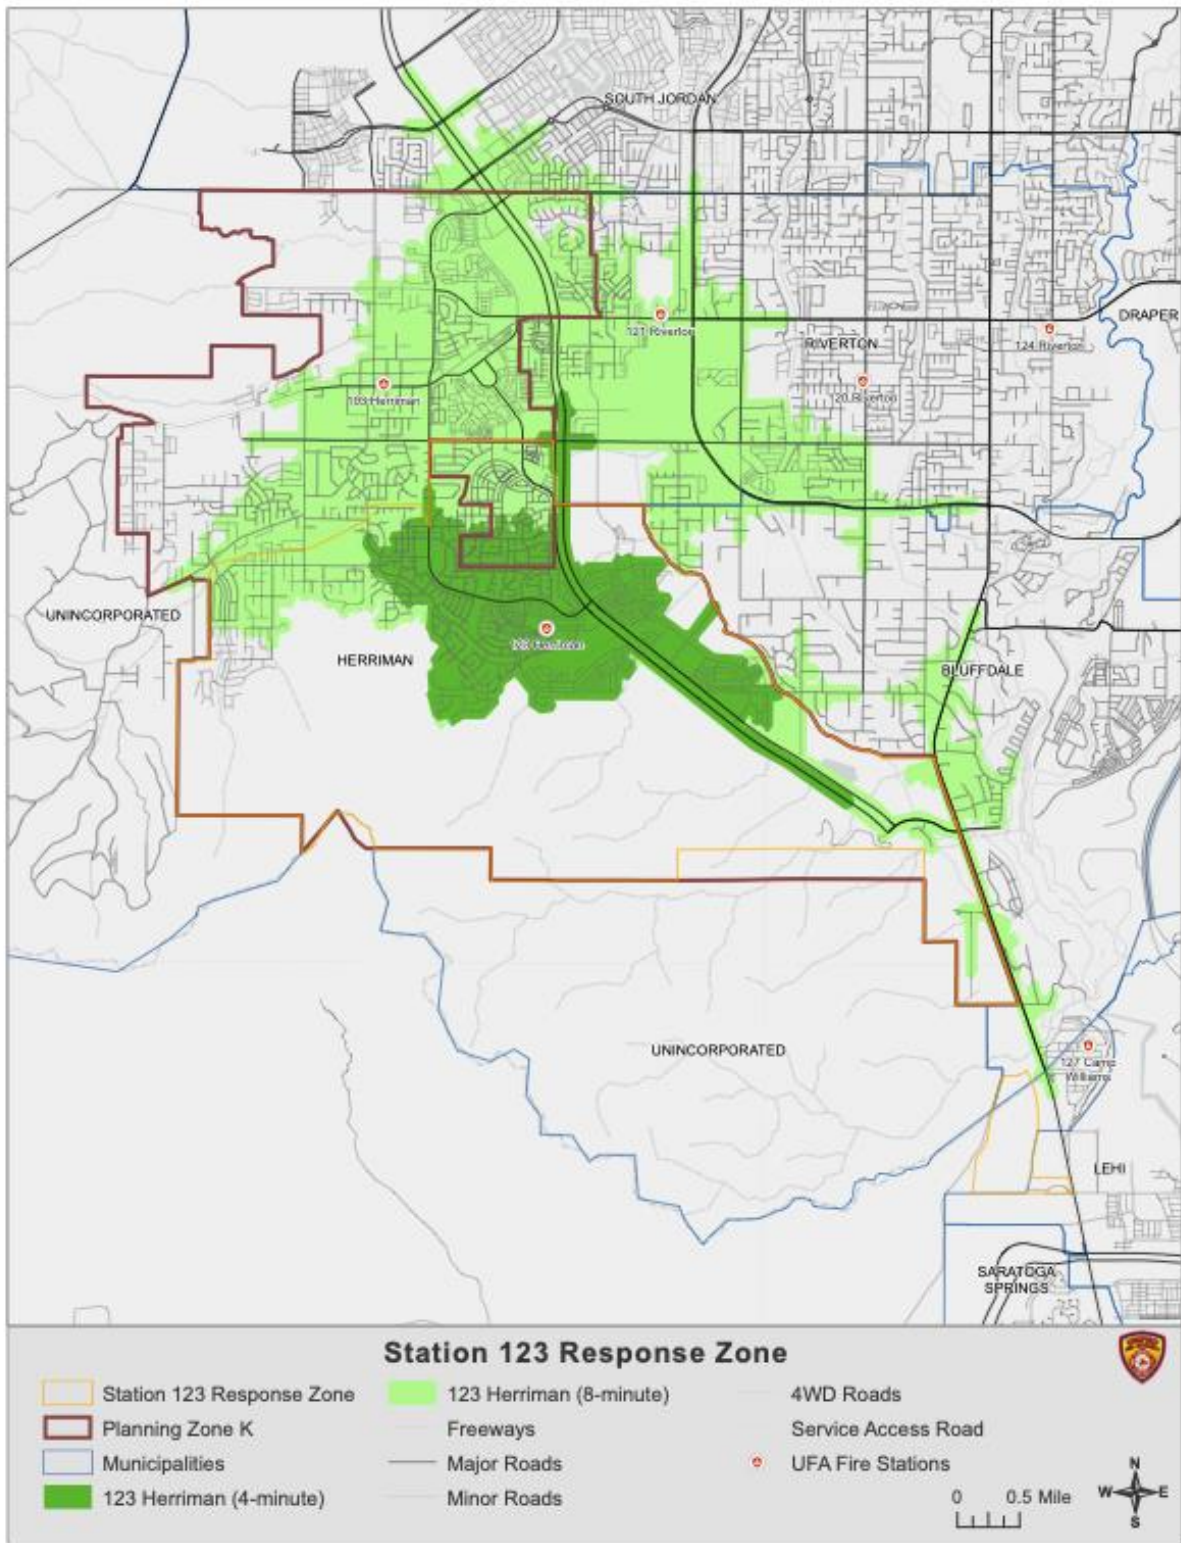 SOUTH JORDAN
DRAPER
121 Riverton
RIVERTON
124 Riverton
103 Herriman
20 Riverton
UNINCORPORATED
123 Herriman
HERRIMAN
BLUFFDALE
UNINCORPORATED
127 Camp
Williams
LEHI
SARATOGA
SPRINGS
Station 123 Response Zone
Station 123 Response Zone
123 Herriman (8-minute)
4WD Roads
Planning Zone K
Freeways
Service Access Road
Municipalities
Major Roads
UFA Fire Stations
123 Herriman (4-minute)
Minor Roads
0 0.5 Mile
N
W E
S